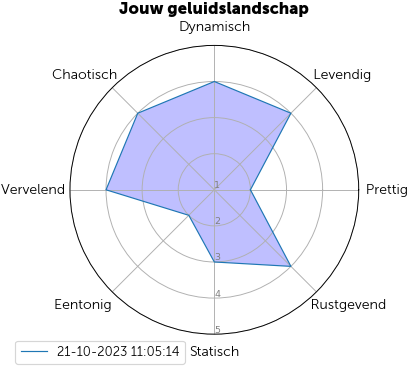 Jouw geluidslandschap
Dynamisch
Chaotisch
Levendig
Vervelend
1
Prettig
2
3
4
Eentonig
Rustgevend
5
21-10-2023 11:05:14
Statisch